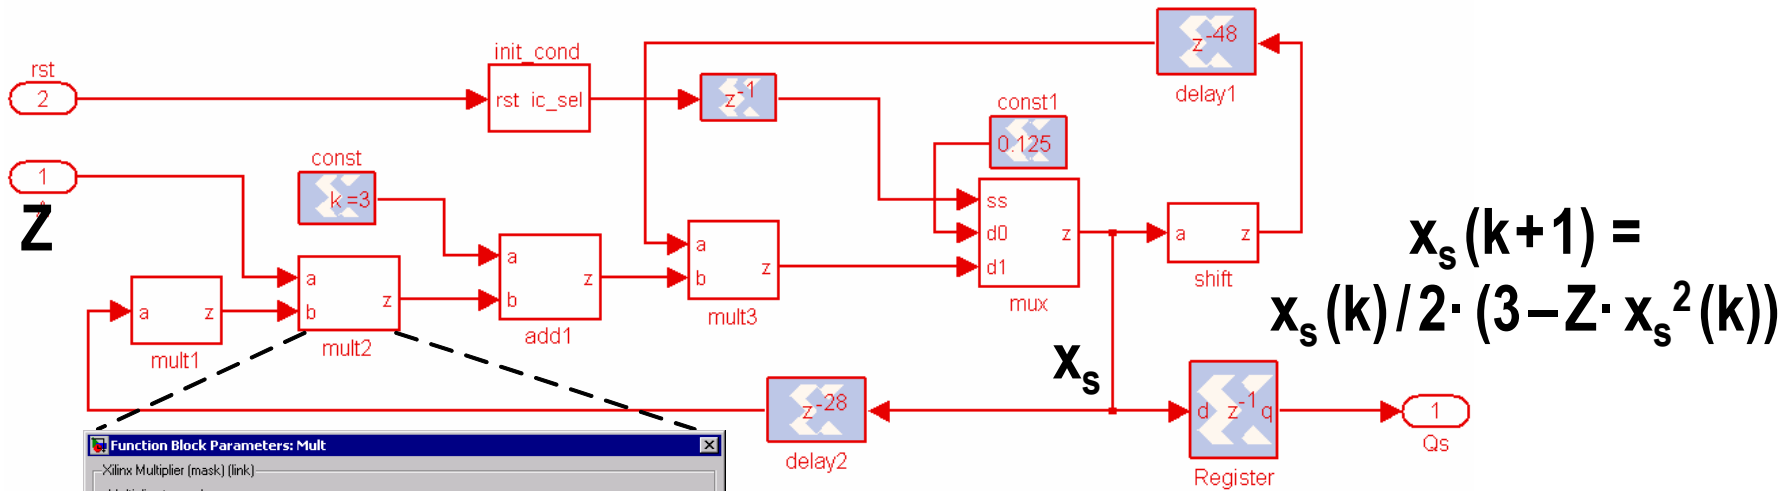 rst
2
init_cond
rst ic_sel
z-1
z-48
delay1
const1
0.125
1
Z
const
k =3
a
b
z
add1
a
b
z
mult3
ss
d0
d1
z
mux
a
z
shift
a
z
mult1
a
b
z
mult2
xs
z-28
delay2
d z-1 q
Register
1
Qs
xs(k+1) =
xs(k)/2·(3–Z·xs2(k))
Function Block Parameters: Mult
Xilinx Multiplier (mask) (link)